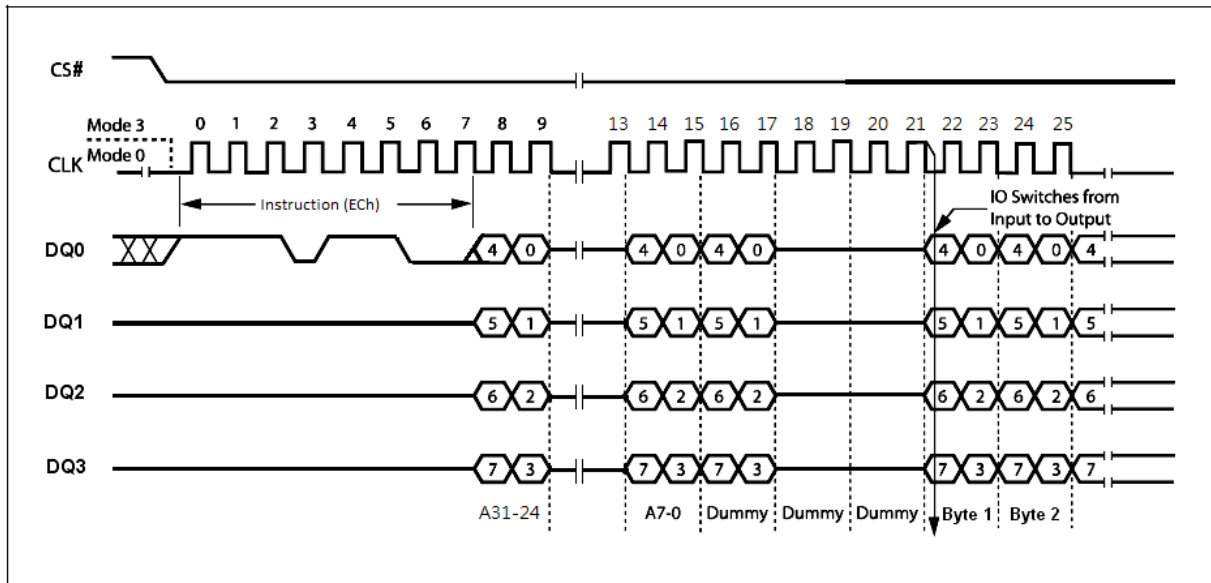 CS#
Mode 3
0 1 2 3 4 5 6 7 8 9 13 14 15 16 17 18 19 20 21 22 23 24 25
CLK
Mode 0
Instruction (ECh)
IO Switches from
Input to Output
DQ0
4 0 4 0 4 0 4 0 4 0 4
DQ1
5 1 5 1 5 1 5 1 5 1 5
DQ2
6 2 6 2 6 2 6 2 6 2 6
DQ3
7 3 7 3 7 3 7 3 7 3 7
A31-24 A7-0 Dummy Dummy Dummy Byte 1 Byte 2